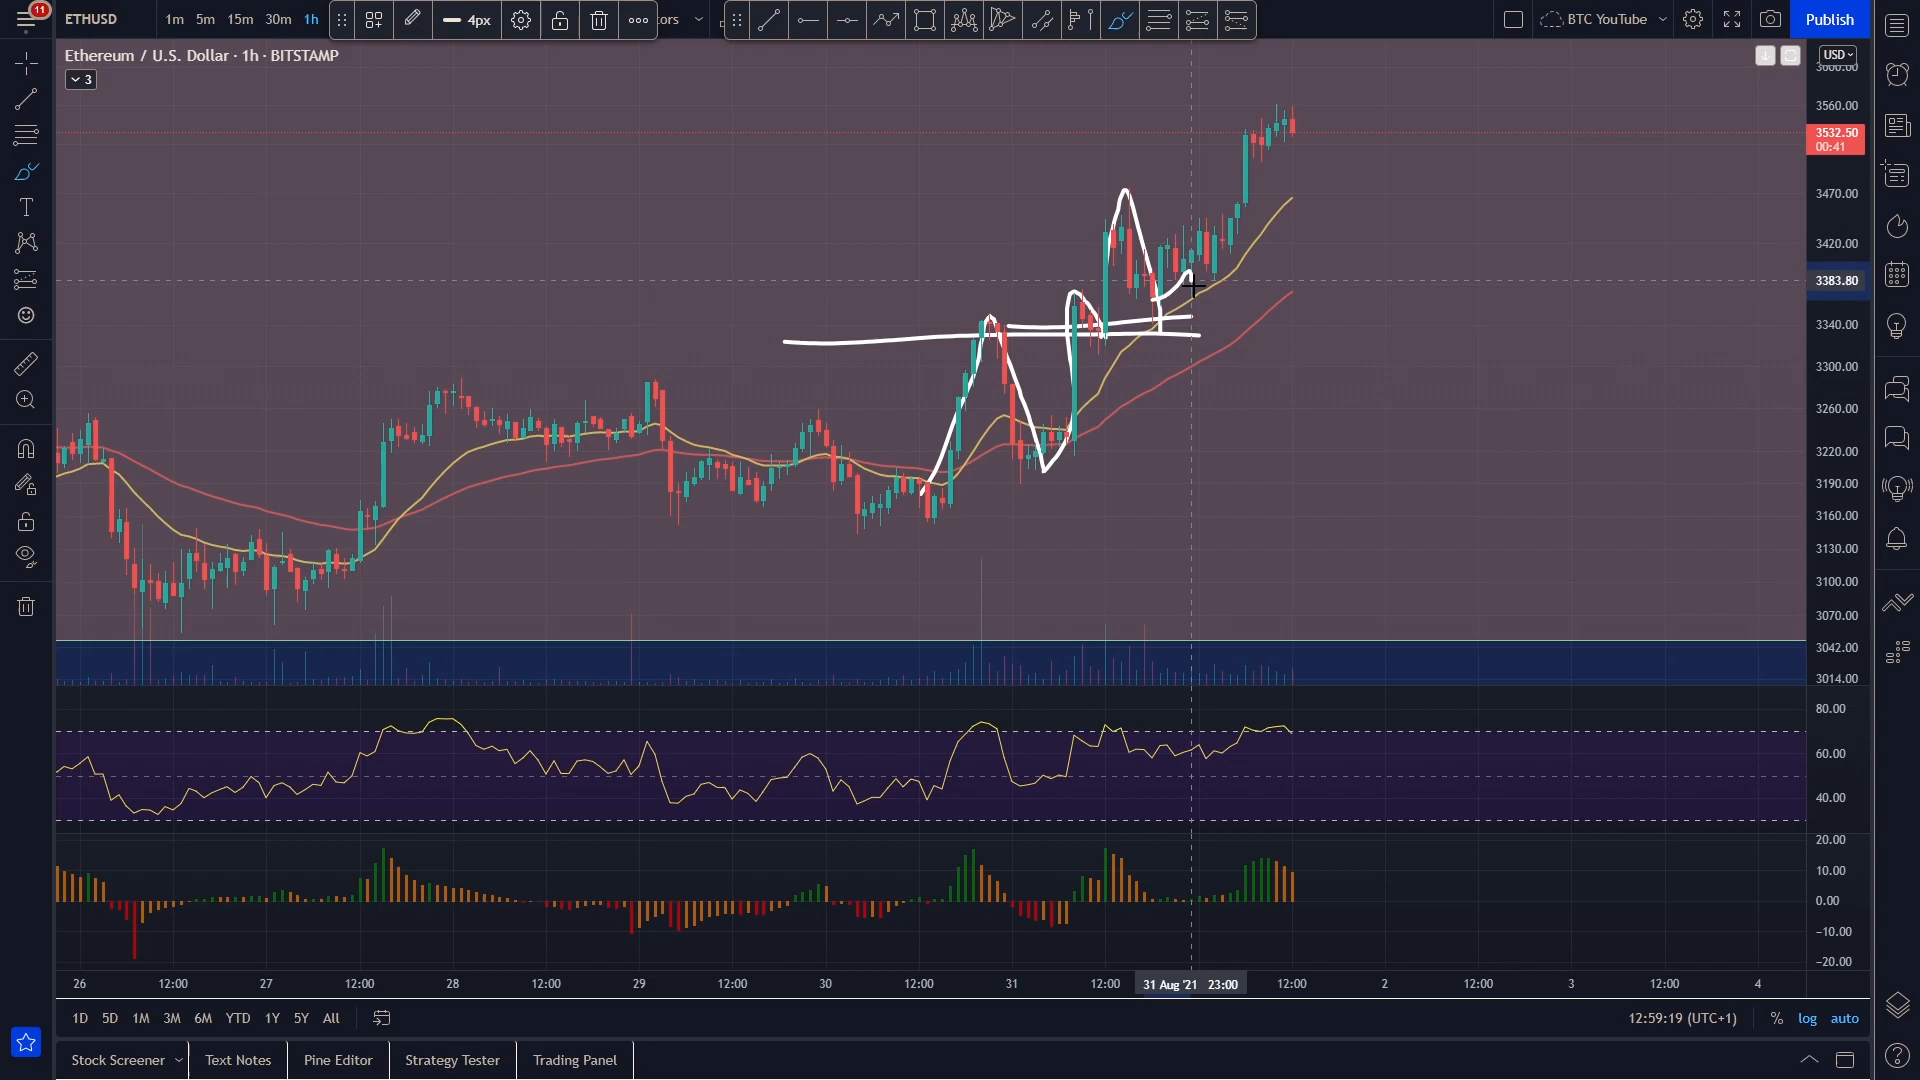 11
ETHUSD
1m 5m 15m 30m 1h
4px
tors
BTC YouTube
Publish
Ethereum / U.S. Dollar · 1h · BITSTAMP
3
USD
3600.00
3560.00
3532.50
00:41
3470.00
3420.00
3383.80
3340.00
3300.00
3260.00
3220.00
3190.00
3160.00
3130.00
3100.00
3070.00
3042.00
3014.00
80.00
60.00
40.00
20.00
10.00
0.00
−10.00
−20.00
26 12:00 27 12:00 28 12:00 29 12:00 30 12:00 31 12:00 31 Aug '21 23:00 12:00 2 12:00 3 12:00 4
1D 5D 1M 3M 6M YTD 1Y 5Y All
12:59:19 (UTC+1) % log auto
Stock Screener Text Notes Pine Editor Strategy Tester Trading Panel